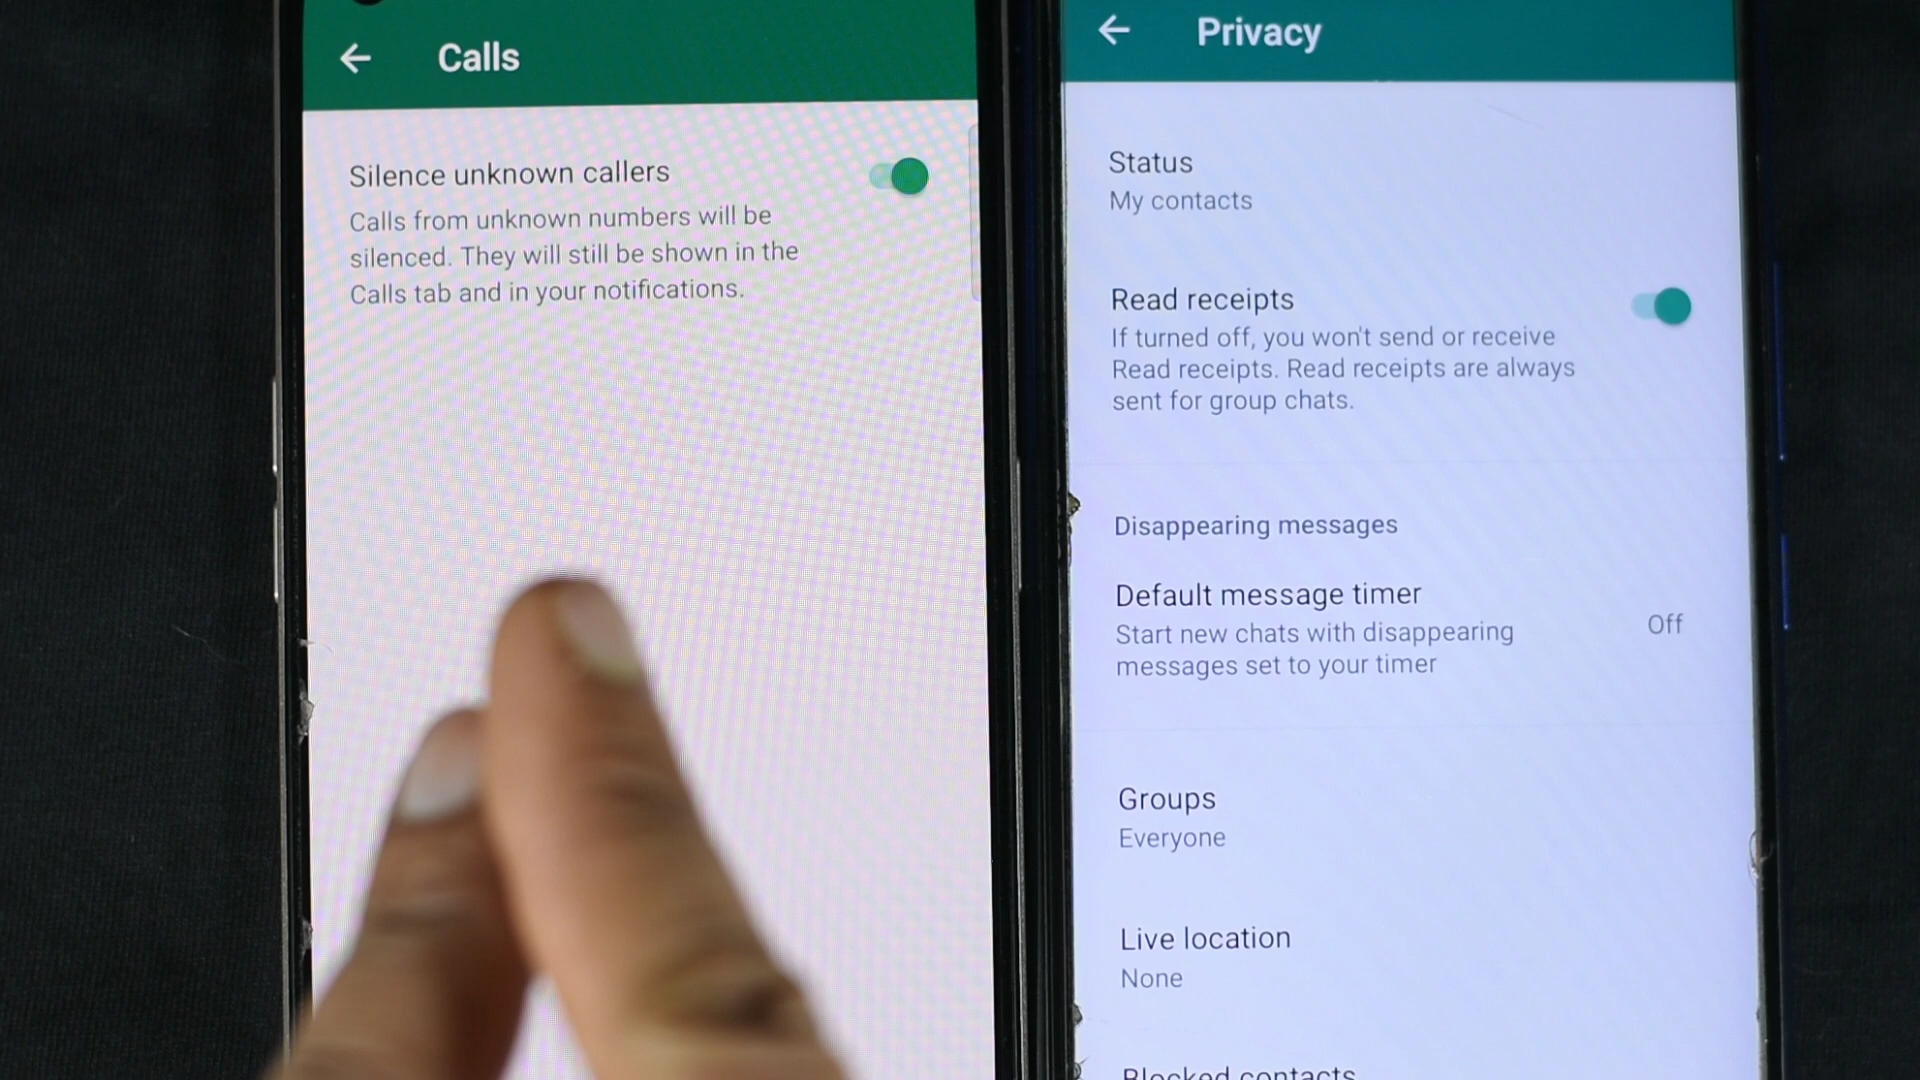 Calls
Silence unknown callers
Calls from unknown numbers will be
silenced. They will still be shown in the
Calls tab and in your notifications.
Privacy
Status
My contacts
Read receipts
If turned off, you won't send or receive
Read receipts. Read receipts are always
sent for group chats.
Disappearing messages
Default message timer
Start new chats with disappearing
messages set to your timer
Off
Groups
Everyone
Live location
None
Blocked contacts